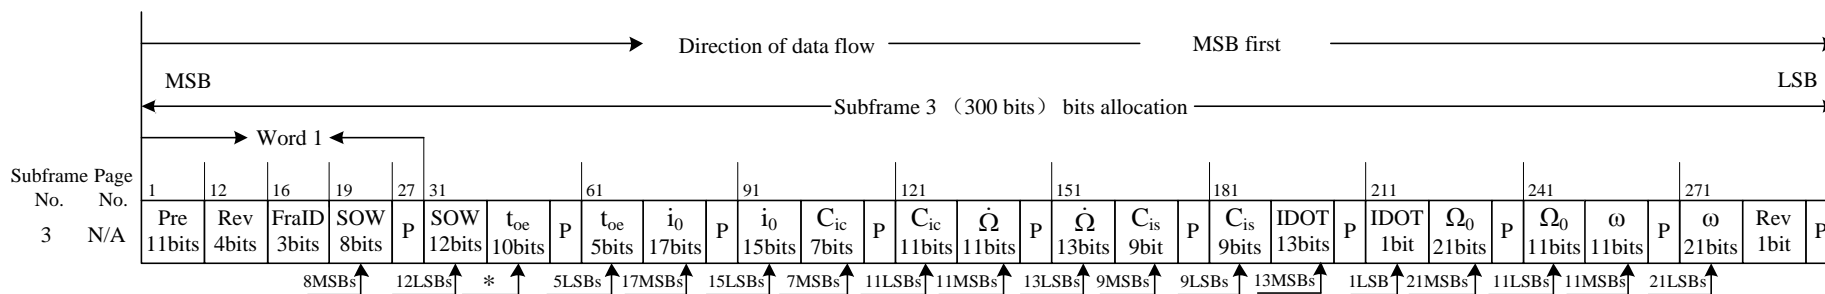 Direction of data flow MSB first
MSB LSB
Subframe 3 （300 bits） bits allocation
Word 1
Subframe Page
No. No.
1 12 16 19 27 31 61 91 121 151 181 211 241 271
3 N/A
Pre Rev FraID SOW P SOW toe P toe i0 P i0 Cic P Cic Ω̇ P Ω̇ Cis P Cis IDOT P IDOT Ω0 P Ω0 ω P ω Rev P
11bits 4bits 3bits 8bits 12bits 10bits 5bits 17bits 15bits 7bits 11bits 11bits 13bits 9bit 9bits 13bits 1bit 21bits 11bits 11bits 21bits 1bit
8MSBs 12LSBs * 5LSBs 17MSBs 15LSBs 7MSBs 11LSBs 11MSBs 13LSBs 9MSBs 9LSBs 13MSBs 1LSB 21MSBs 11LSBs 11MSBs 21LSBs